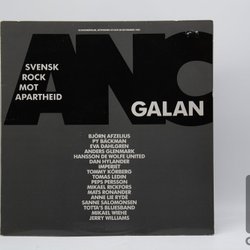 SVENSK
ROCK
MOT
APARTHEID
ANC
GALAN
BJÖRN AFZELIUS
PY BÄCKMAN
EVA DAHLGREN
ANDERS GLENMARK
HANSSON DE WOLFE UNITED
DAN HYLANDER
IMPERIET
TOMMY KÖRBERG
TOMAS LEDIN
PEPS PERSSON
MIKAEL RICKFORS
MATS RONANDER
ANNE LIE RYDE
SANNE SALOMONSEN
TOTTA'S BLUESBAND
MIKAEL WIEHE
JERRY WILLIAMS